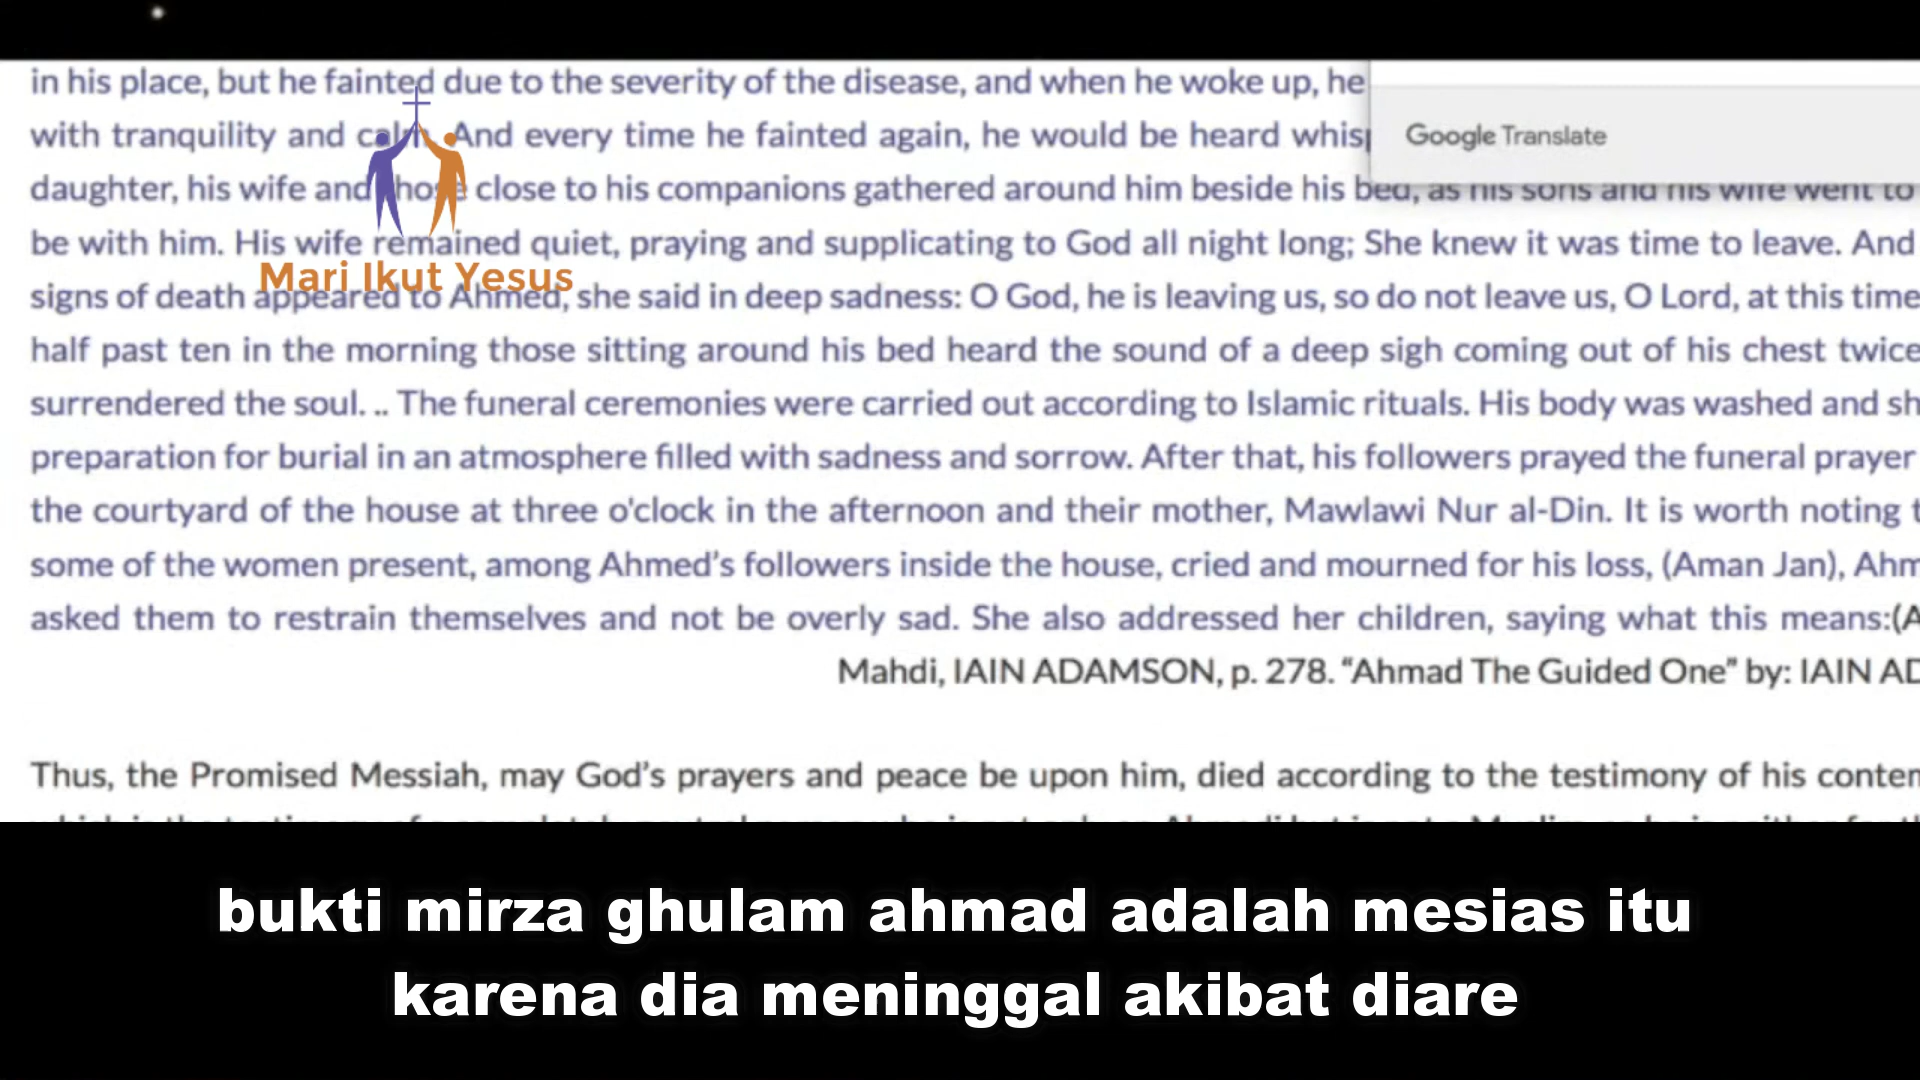 in his place, but he fainted due to the severity of the disease, and when he woke up, he
with tranquility and calm. And every time he fainted again, he would be heard
Google Translate
daughter, his wife and those close to his companions gathered around him beside his bed, as his sons and his wife went to
be with him. His wife remained quiet, praying and supplicating to God all night long; She knew it was time to leave. And
Mari Ikut Yesus
signs of death appeared to Ahmed, she said in deep sadness: O God, he is leaving us, so do not leave us, O Lord, at this time
half past ten in the morning those sitting around his bed heard the sound of a deep sigh coming out of his chest twice
surrendered the soul. .. The funeral ceremonies were carried out according to Islamic rituals. His body was washed and sh
preparation for burial in an atmosphere filled with sadness and sorrow. After that, his followers prayed the funeral prayer
the courtyard of the house at three o'clock in the afternoon and their mother, Mawlawi Nur al-Din. It is worth noting t
some of the women present, among Ahmed’s followers inside the house, cried and mourned for his loss, (Aman Jan), Ahm
asked them to restrain themselves and not be overly sad. She also addressed her children, saying what this means:(A
Mahdi, IAIN ADAMSON, p. 278. “Ahmad The Guided One” by: IAIN AD
Thus, the Promised Messiah, may God’s prayers and peace be upon him, died according to the testimony of his conten
bukti mirza ghulam ahmad adalah mesias itu
karena dia meninggal akibat diare